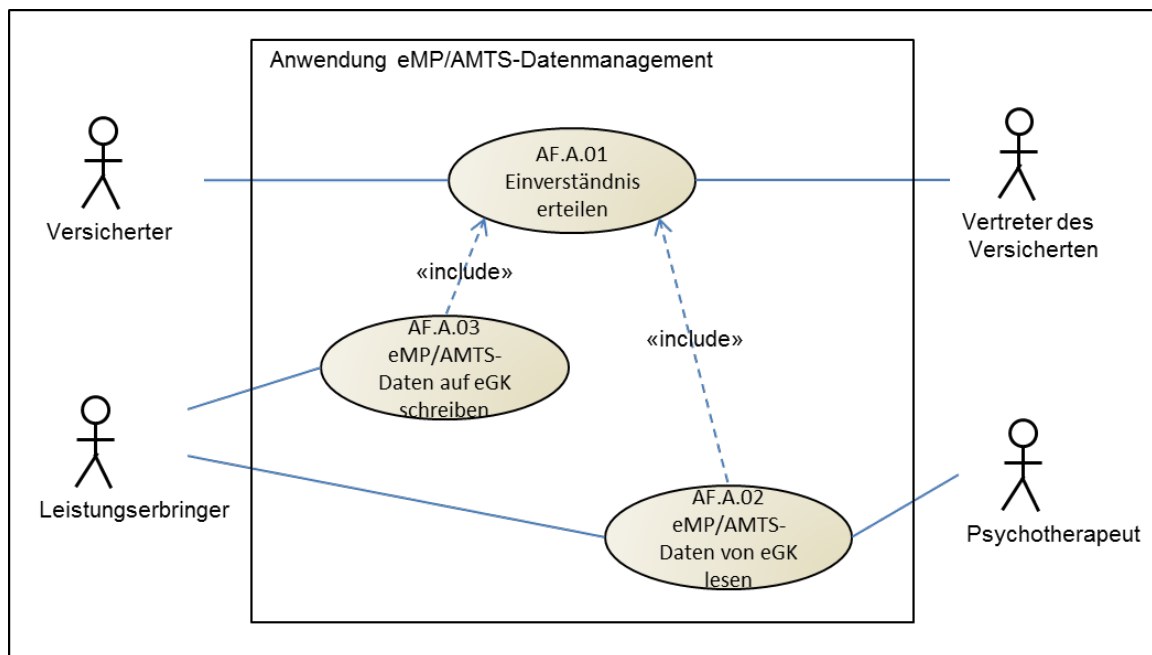 Anwendung eMP/AMTS-Datenmanagement
AF.A.01
Einverständnis
erteilen
Versicherter
Vertreter des
Versicherten
«include»
AF.A.03
eMP/AMTS-
Daten auf eGK
schreiben
«include»
Leistungserbringer
AF.A.02
eMP/AMTS-
Daten von eGK
lesen
Psychotherapeut